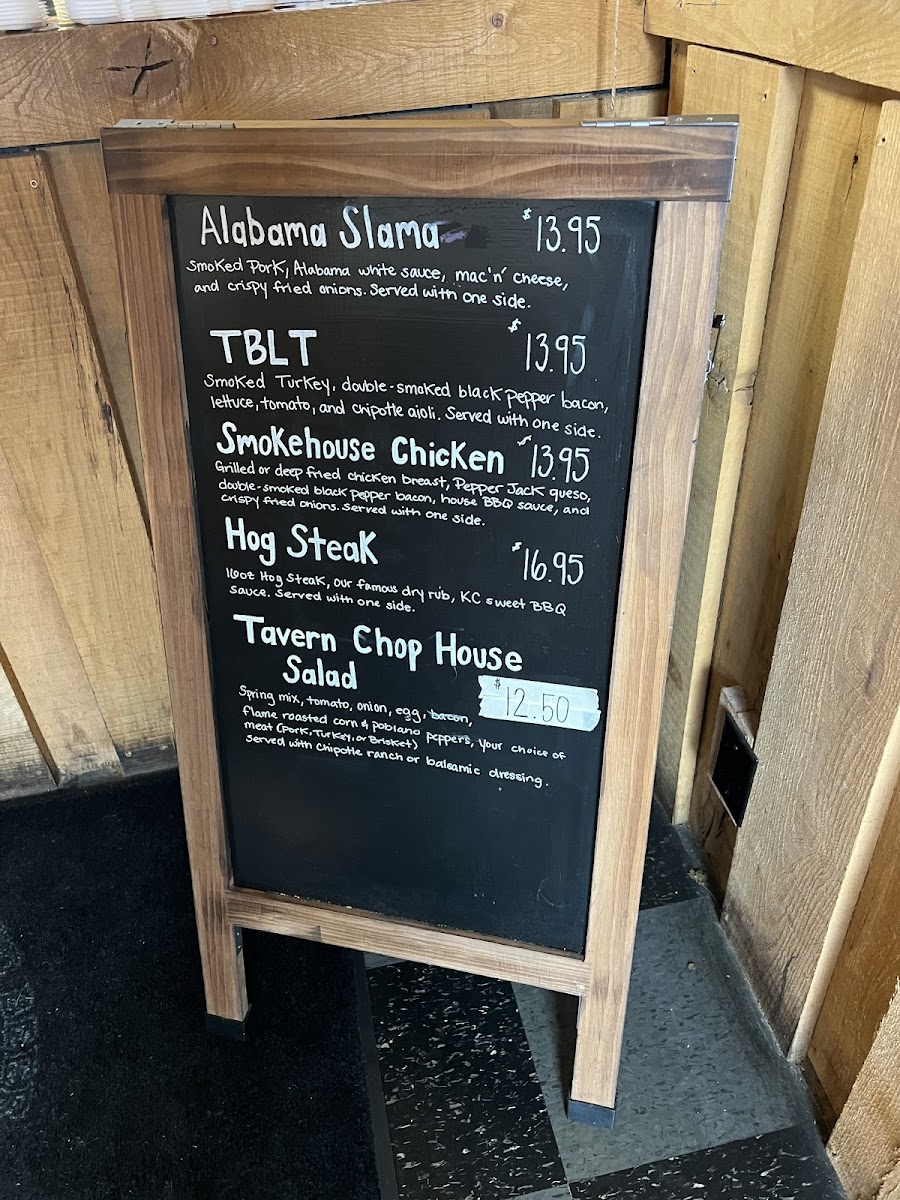 Alabama Slama $13.95
Smoked Pork, Alabama white sauce, mac'n' cheese,
and crispy fried onions. Served with one side.
TBLT $13.95
Smoked Turkey, double-smoked black pepper bacon,
lettuce, tomato, and chipotle aioli. Served with one side.
Smokehouse Chicken $13.95
Grilled or deep fried chicken breast, Pepper Jack queso,
double-smoked black pepper bacon, house BBQ sauce, and
crispy fried onions. Served with one side.
Hog Steak $16.95
16oz Hog Steak, our famous dry rub, KC sweet BBQ
sauce. Served with one side.
Tavern Chop House
Salad $12.50
Spring mix, tomato, onion, egg, bacon,
flame roasted corn & poblano peppers, your choice of
meat (Pork, Turkey, or Brisket)
Served with Chipotle ranch or balsamic dressing.